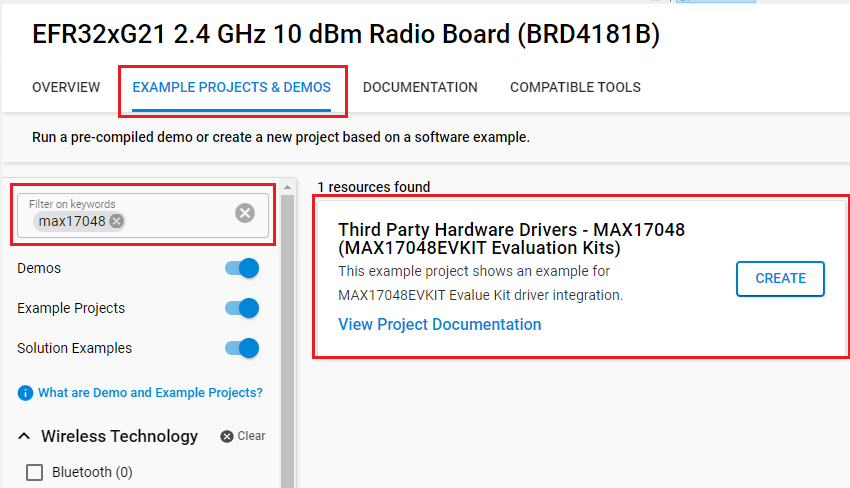 EFR32xG21 2.4 GHz 10 dBm Radio Board (BRD4181B)
OVERVIEW
EXAMPLE PROJECTS & DEMOS
DOCUMENTATION
COMPATIBLE TOOLS
Run a pre-compiled demo or create a new project based on a software example.
Filter on keywords
max17048
Demos
Example Projects
Solution Examples
What are Demo and Example Projects?
Wireless Technology
Clear
Bluetooth (0)
1 resources found
Third Party Hardware Drivers - MAX17048
(MAX17048EVKIT Evaluation Kits)
This example project shows an example for
MAX17048EVKIT Evalue Kit driver integration.
View Project Documentation
CREATE